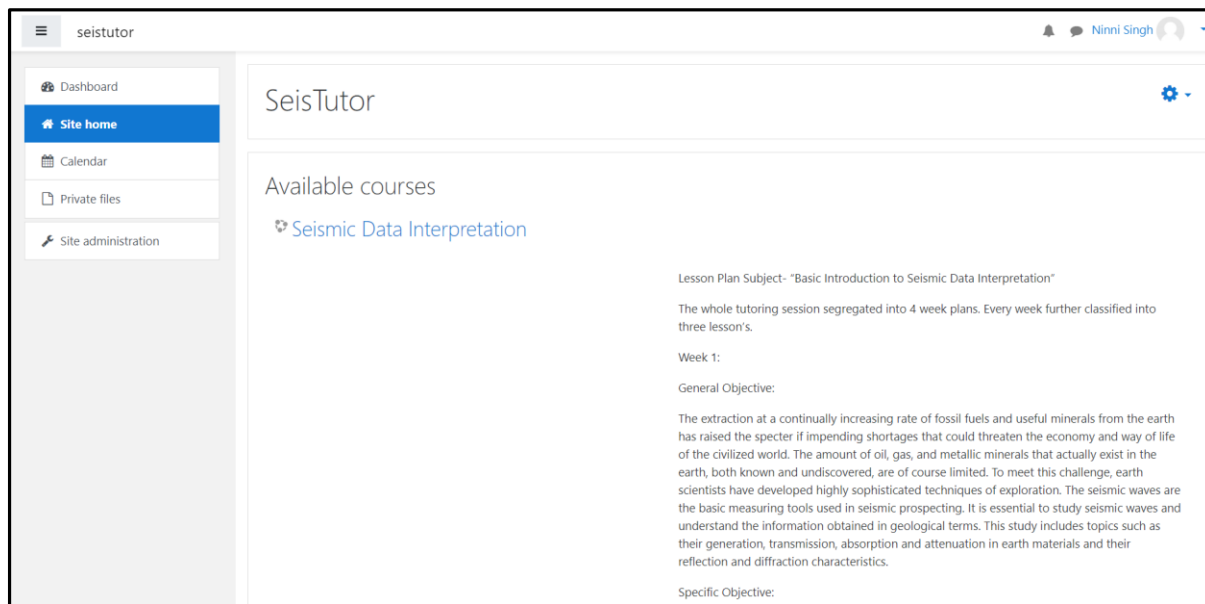 seistutor
Ninni Singh
Dashboard
Site home
Calendar
Private files
Site administration
SeisTutor
Available courses
Seismic Data Interpretation
Lesson Plan Subject- “Basic Introduction to Seismic Data Interpretation”
The whole tutoring session segregated into 4 week plans. Every week further classified into
three lesson's.
Week 1:
General Objective:
The extraction at a continually increasing rate of fossil fuels and useful minerals from the earth
has raised the specter if impending shortages that could threaten the economy and way of life
of the civilized world. The amount of oil, gas, and metallic minerals that actually exist in the
earth, both known and undiscovered, are of course limited. To meet this challenge, earth
scientists have developed highly sophisticated techniques of exploration. The seismic waves are
the basic measuring tools used in seismic prospecting. It is essential to study seismic waves and
understand the information obtained in geological terms. This study includes topics such as
their generation, transmission, absorption and attenuation in earth materials and their
reflection and diffraction characteristics.
Specific Objective: